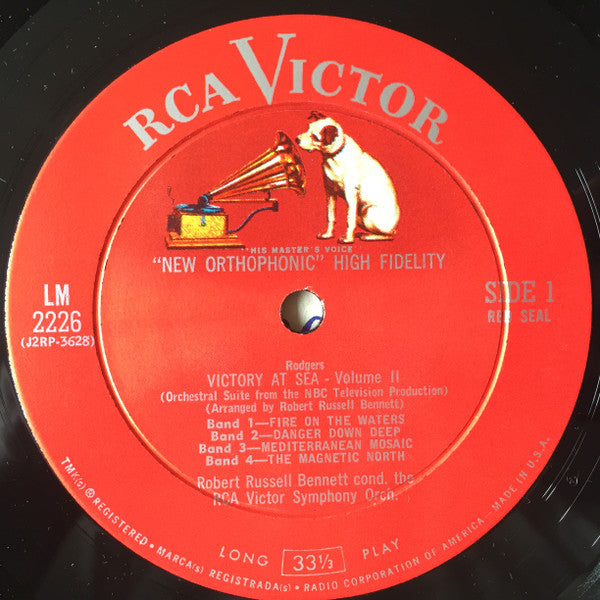 RCA VICTOR
"HIS MASTER'S VOICE"
"NEW ORTHOPHONIC" HIGH FIDELITY
LM
2226
(J2RP-3628)
SIDE 1
RED SEAL
Rodgers
VICTORY AT SEA - Volume II
(Orchestral Suite from the NBC Television Production)
(Arranged by Robert Russell Bennett)
Band 1—FIRE ON THE WATERS
Band 2—DANGER DOWN DEEP
Band 3—MEDITERRANEAN MOSAIC
Band 4—THE MAGNETIC NORTH
Robert Russell Bennett cond. the
RCA Victor Symphony Orch.
LONG 33⅓ PLAY
TMK(s) ® REGISTERED • MARCA(s) REGISTRADA(s) • RADIO CORPORATION OF AMERICA—MADE IN U.S.A.